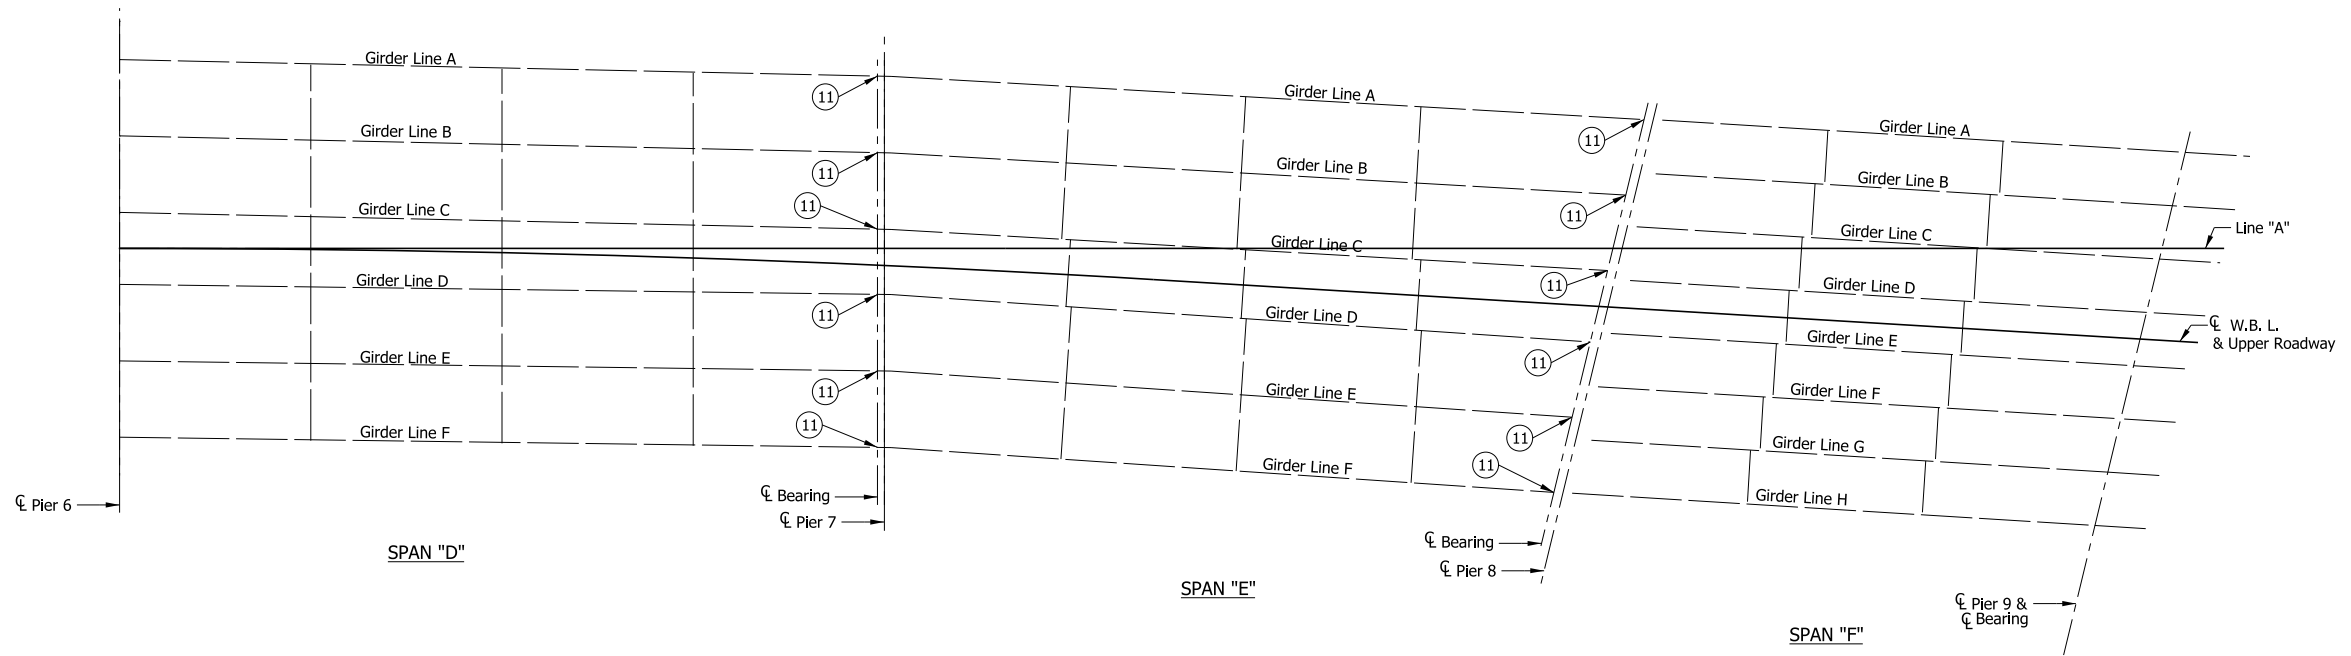 Girder Line A
11
Girder Line B
11
Girder Line C
11
Girder Line D
11
Girder Line E
11
Girder Line F
11
℄ Pier 6
℄ Bearing
℄ Pier 7
SPAN "D"
Girder Line A
11
Girder Line B
11
Girder Line C
11
Girder Line D
11
Girder Line E
11
Girder Line F
11
℄ Bearing
℄ Pier 8
SPAN "E"
Girder Line A
Girder Line B
Girder Line C
Girder Line D
Girder Line E
Girder Line F
Girder Line G
Girder Line H
Line "A"
℄ W.B. L.
& Upper Roadway
℄ Pier 9 &
℄ Bearing
SPAN "F"